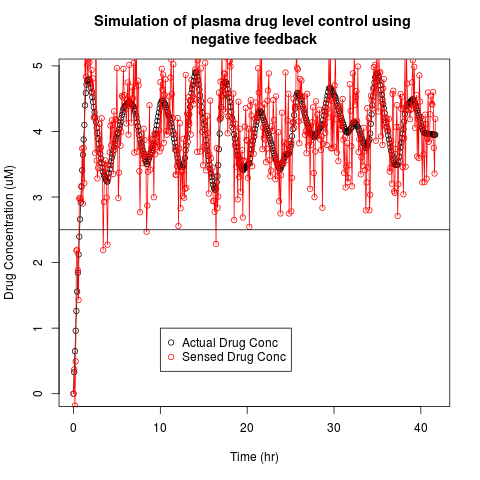 Simulation of plasma drug level control using
negative feedback
Drug Concentration (uM)
5
4
3
2
1
0
Actual Drug Conc
Sensed Drug Conc
0 10 20 30 40
Time (hr)